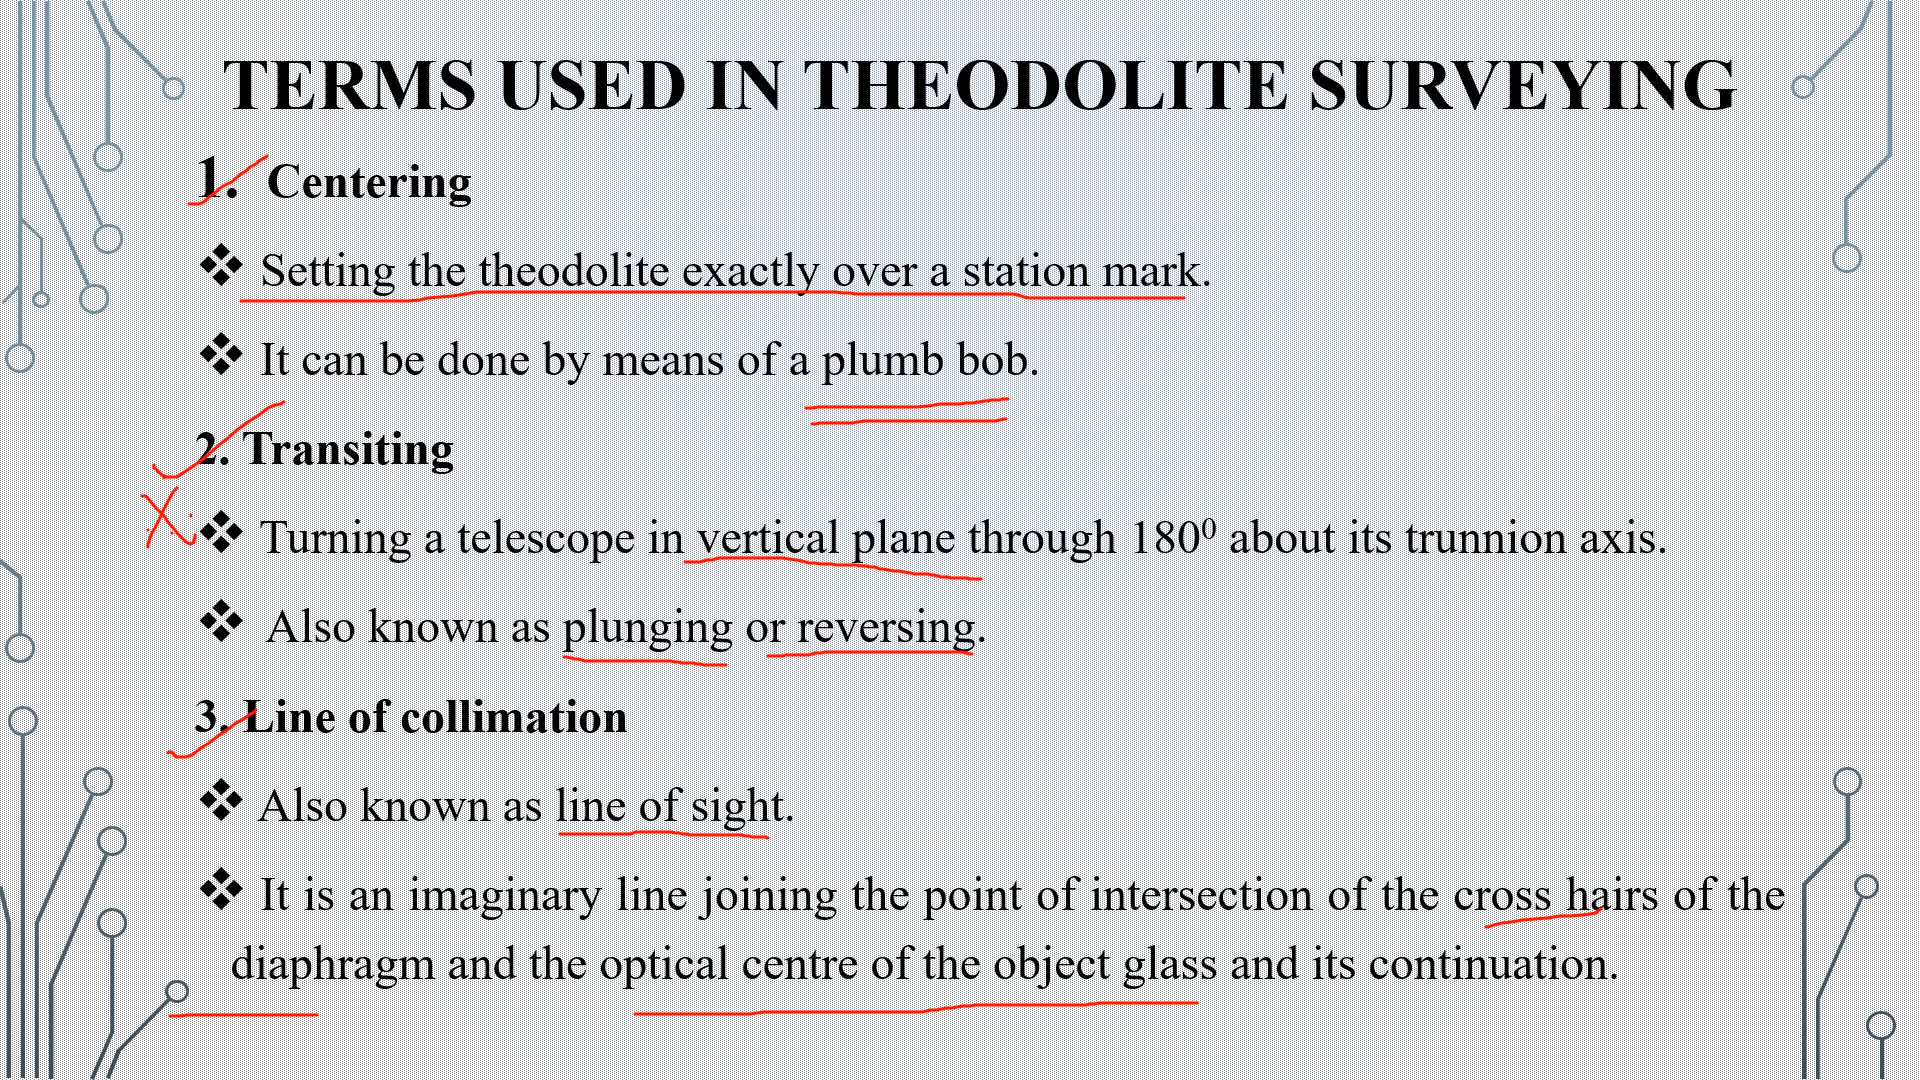 TERMS USED IN THEODOLITE SURVEYING
1. Centering
❖ Setting the theodolite exactly over a station mark.
❖ It can be done by means of a plumb bob.
2. Transiting
❖ Turning a telescope in vertical plane through 180⁰ about its trunnion axis.
❖ Also known as plunging or reversing.
3. Line of collimation
❖ Also known as line of sight.
❖ It is an imaginary line joining the point of intersection of the cross hairs of the
diaphragm and the optical centre of the object glass and its continuation.